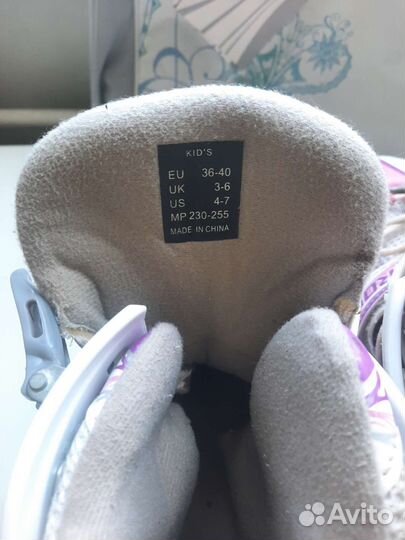 KID'S
EU 36-40
UK 3-6
US 4-7
MP 230-255
MADE IN CHINA
Avito